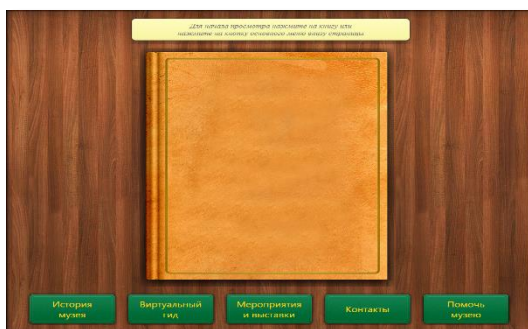 Для начала просмотра нажмите на книгу или
нажмите на кнопку основного меню внизу страницы
История
музея
Виртуальный
гид
Мероприятия
и выставки
Контакты
Помочь
музею